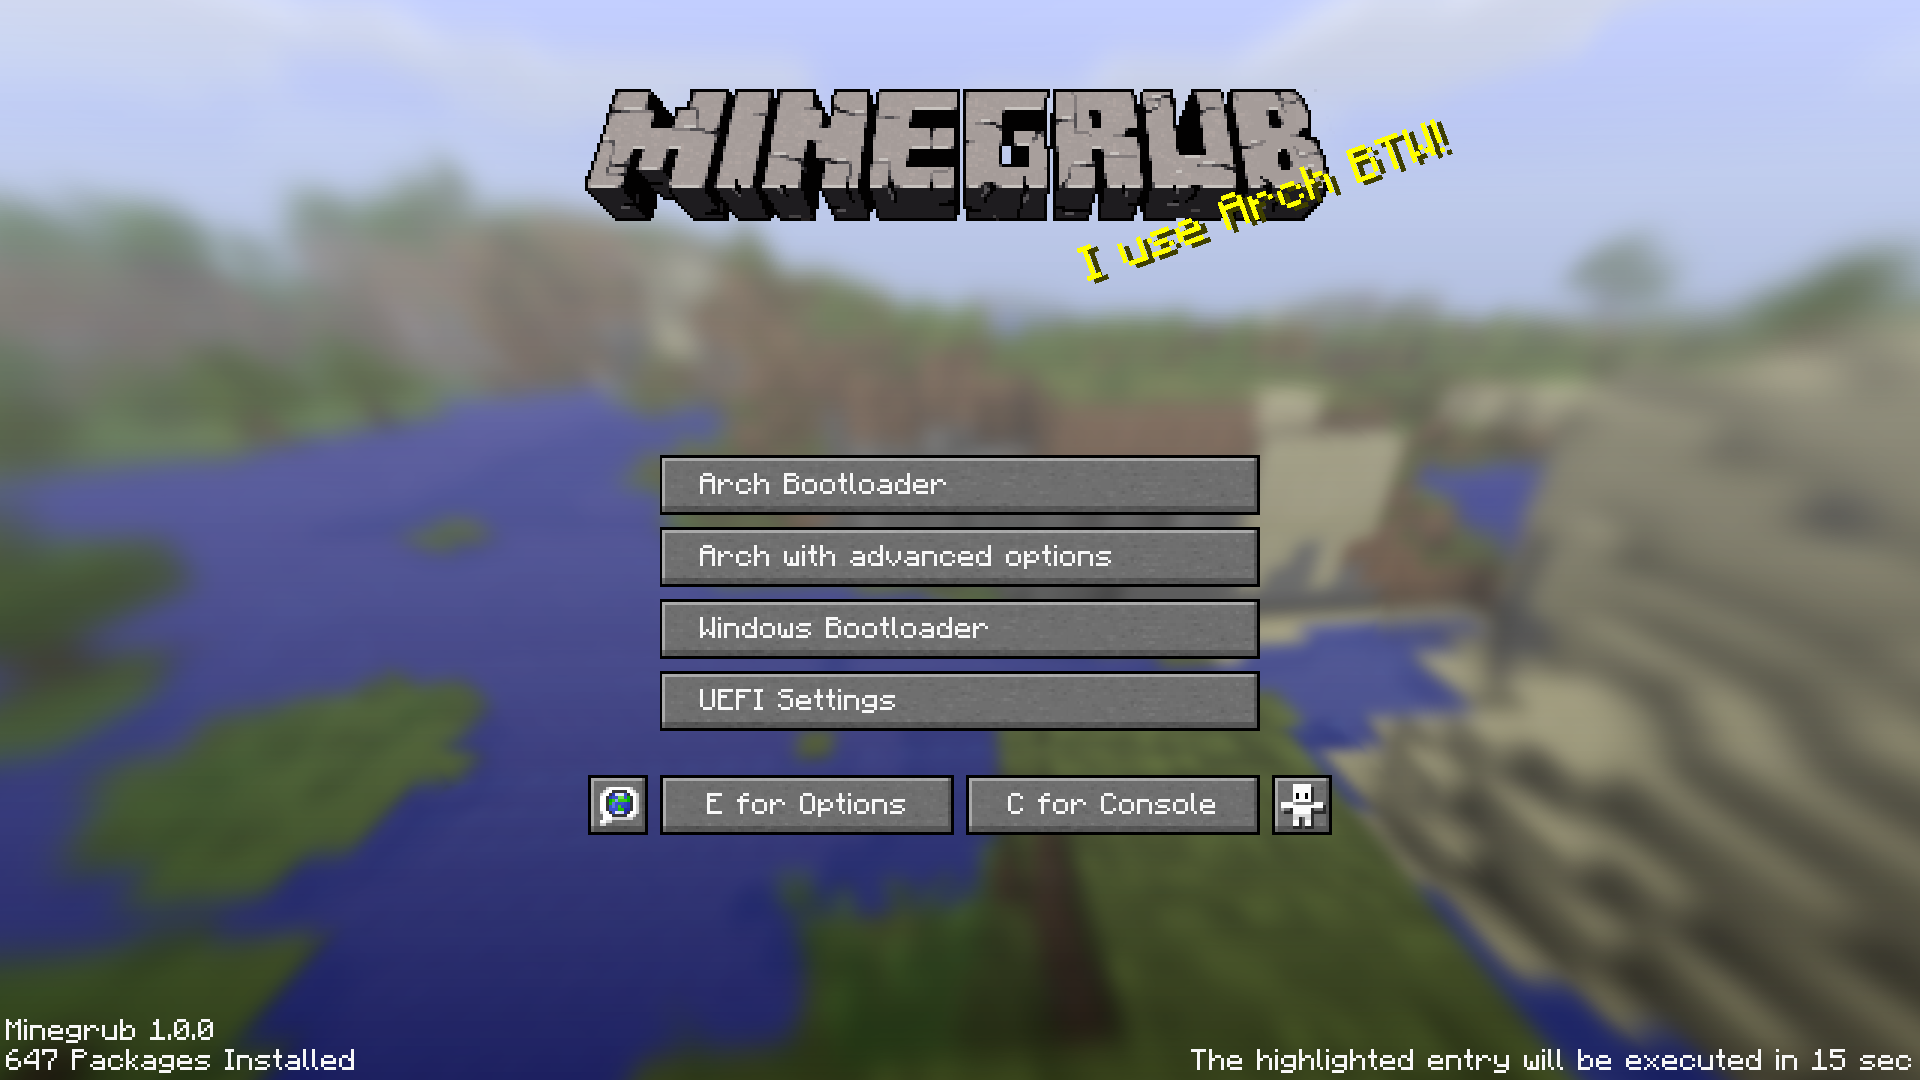 MINEGRUB
I use Arch BTW!
Arch Bootloader
Arch with advanced options
Windows Bootloader
UEFI Settings
E for Options
C for Console
Minegrub 1.0.0
647 Packages Installed
The highlighted entry will be executed in 15 sec